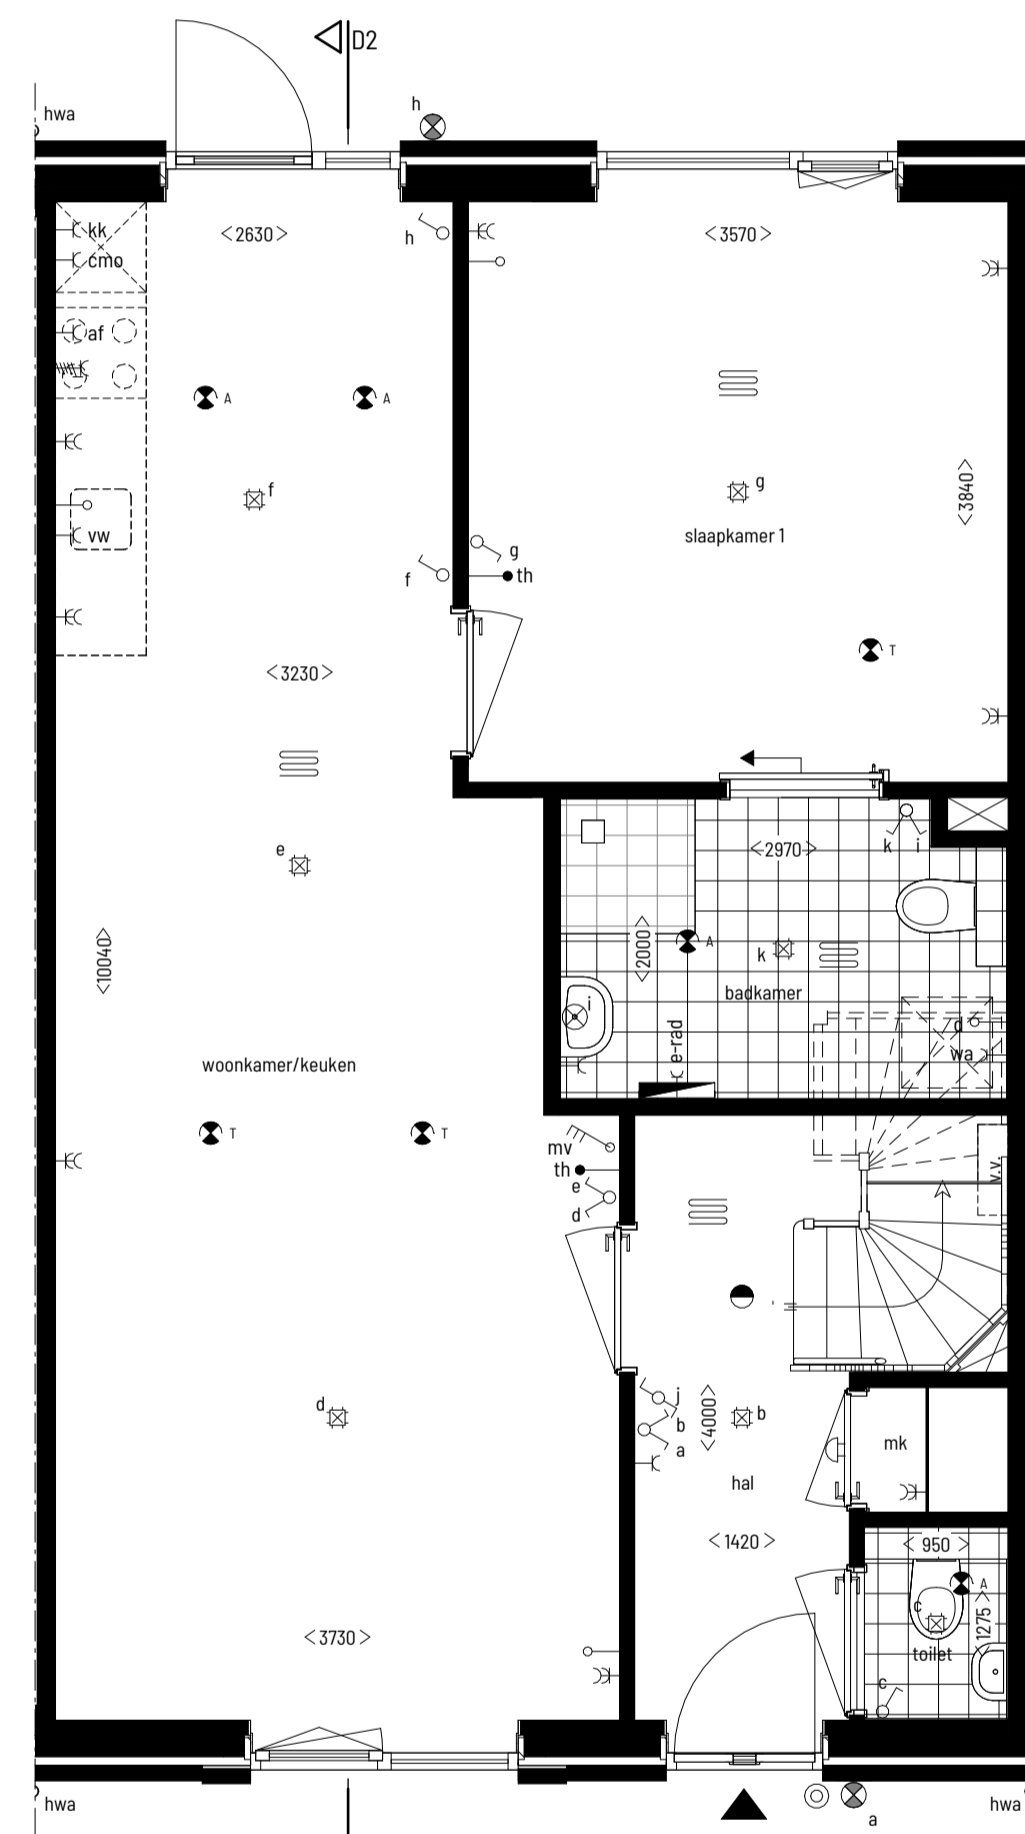 D2
hwa
h
kk
cmo
<2630>
h
<3570>
af
A
A
f
g
<3840>
vw
slaapkamer 1
g
f
th
T
<3230>
<2970>
k i
e
<2000>
A
k
<10040>
badkamer
i
d
e-rad
wa
woonkamer/keuken
T
T
mv
th
e
d
v.v.
d
j
b
a
<4000>
b
mk
hal
<1420>
<950>
A
c
<1275>
toilet
<3730>
c
hwa
a
hwa